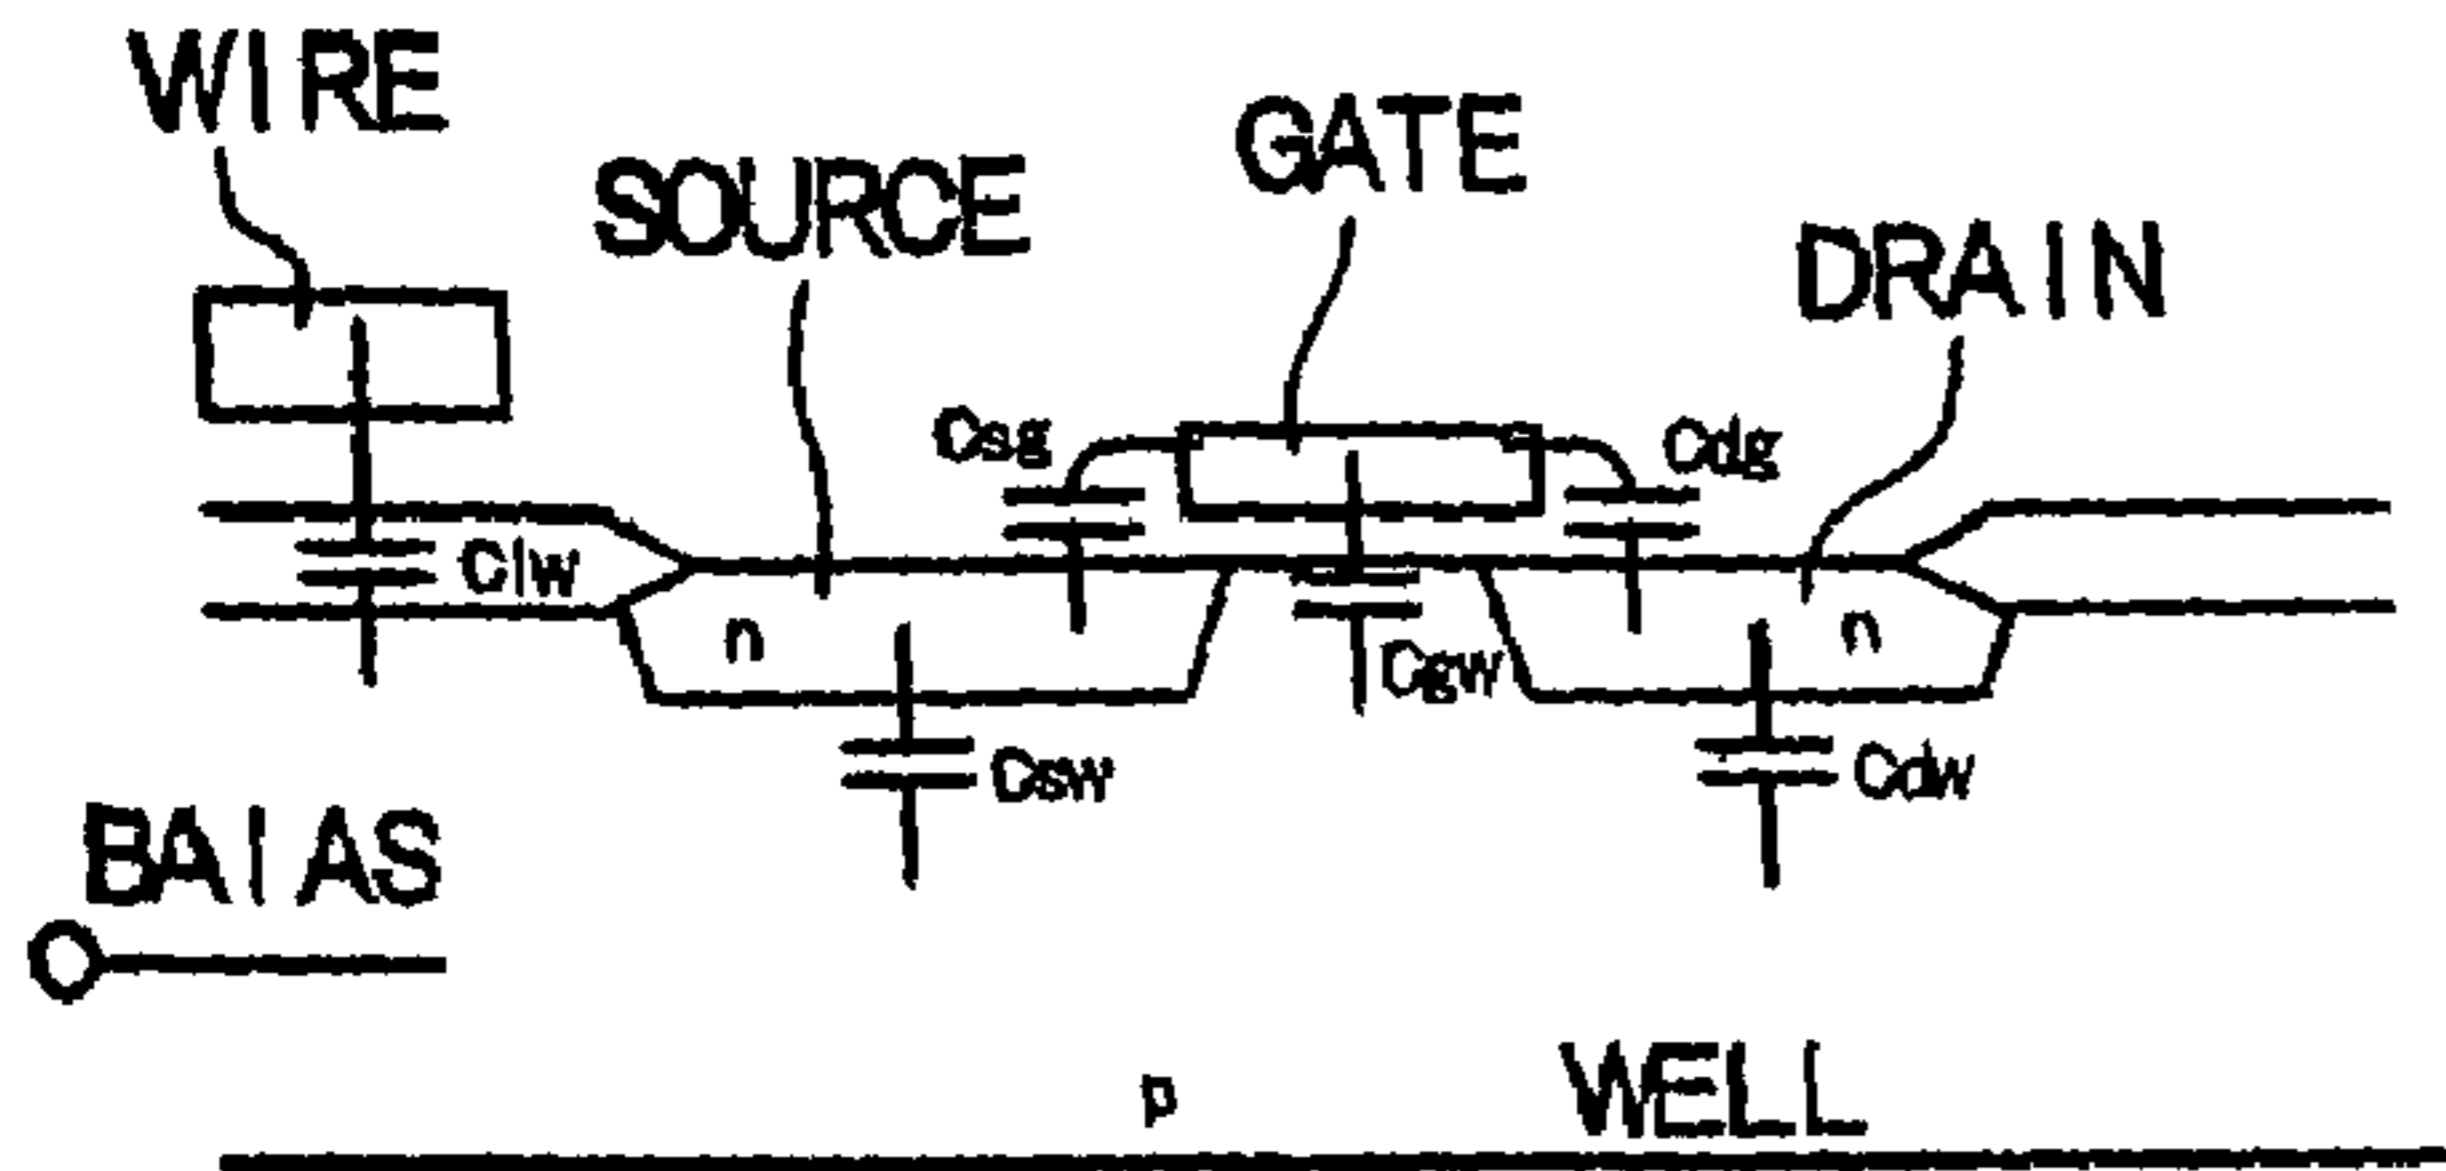 WIRE
SOURCE
GATE
DRAIN
Csg
Cdg
Clw
n
Cgw
n
Csw
Cdw
BAIAS
p
WELL